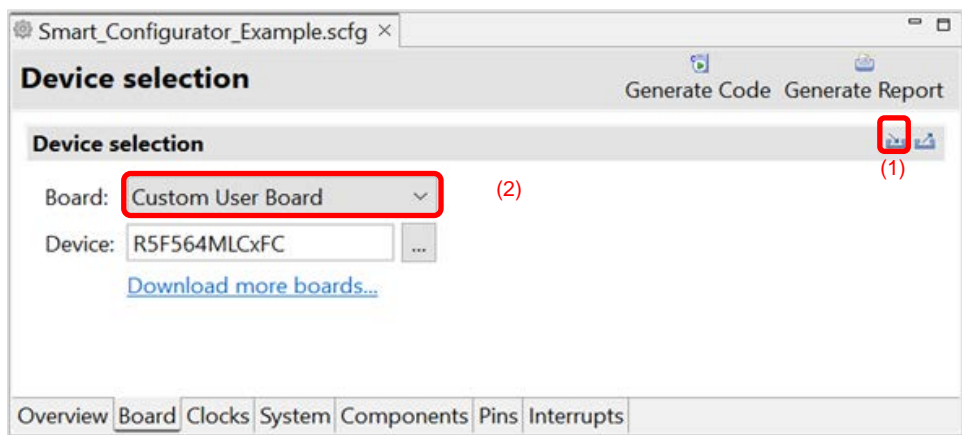 Smart_Configurator_Example.scfg
Device selection
Generate Code Generate Report
Device selection
(1)
Board: Custom User Board
(2)
Device: R5F564MLCxFC ...
Download more boards...
Overview Board Clocks System Components Pins Interrupts